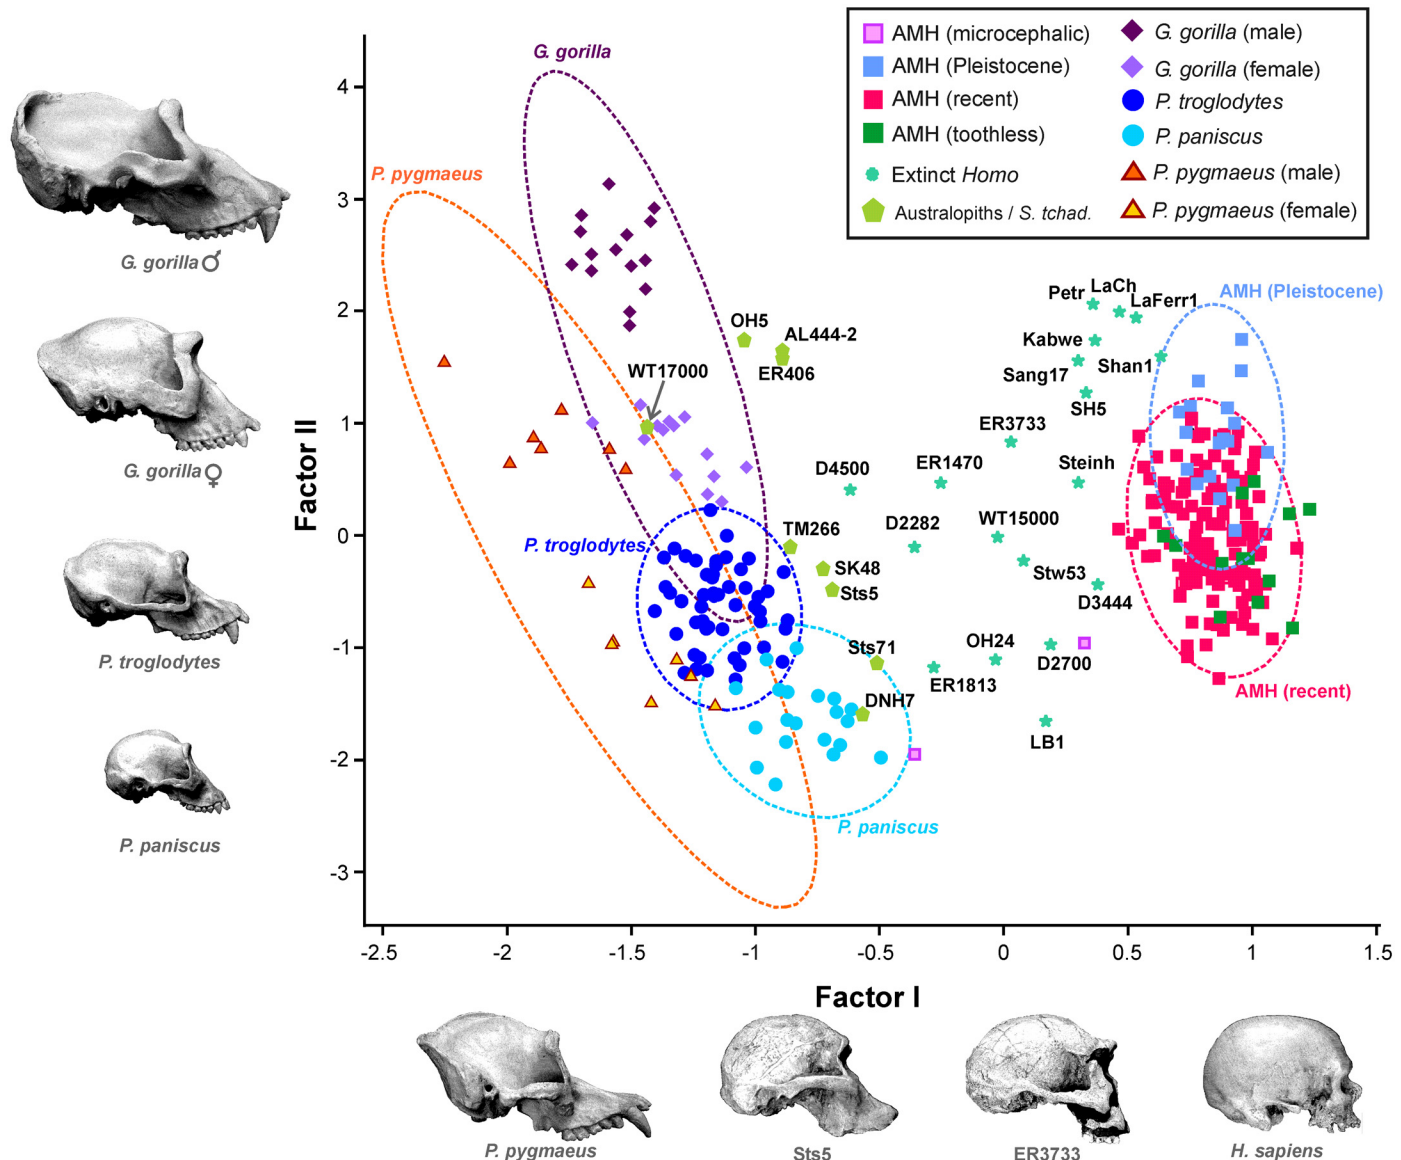 AMH (microcephalic)
AMH (Pleistocene)
AMH (recent)
AMH (toothless)
Extinct Homo
Australopiths / S. tchad.
G. gorilla (male)
G. gorilla (female)
P. troglodytes
P. paniscus
P. pygmaeus (male)
P. pygmaeus (female)
G. gorilla
P. pygmaeus
4
3
2
1
0
-1
-2
-3
Factor II
Petr
LaCh
LaFerr1
AMH (Pleistocene)
OH5
AL444-2
Kabwe
Shan1
WT17000
ER406
Sang17
SH5
ER3733
D4500
ER1470
Steinh
TM266
D2282
WT15000
P. troglodytes
SK48
Sts5
Stw53
D3444
Sts71
OH24
D2700
ER1813
AMH (recent)
DNH7
LB1
P. paniscus
-2.5
-2
-1.5
-1
-0.5
0
0.5
1
1.5
Factor I
G. gorilla ♂
G. gorilla ♀
P. troglodytes
P. paniscus
P. pygmaeus
Sts5
ER3733
H. sapiens